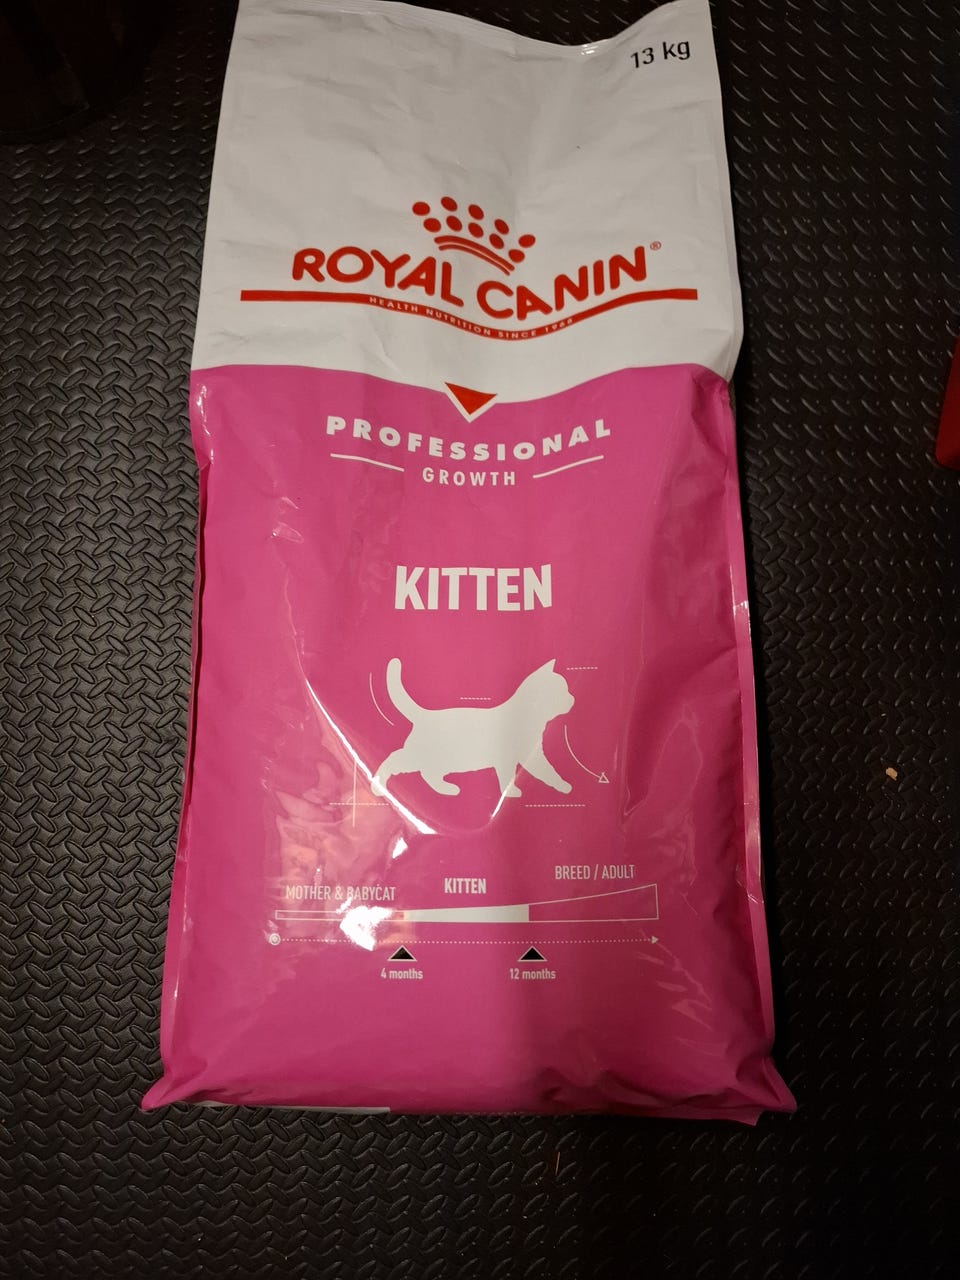 13 kg
ROYAL CANIN®
HEALTH NUTRITION SINCE 1968
PROFESSIONAL
GROWTH
KITTEN
MOTHER & BABYCAT KITTEN BREED / ADULT
4 months 12 months